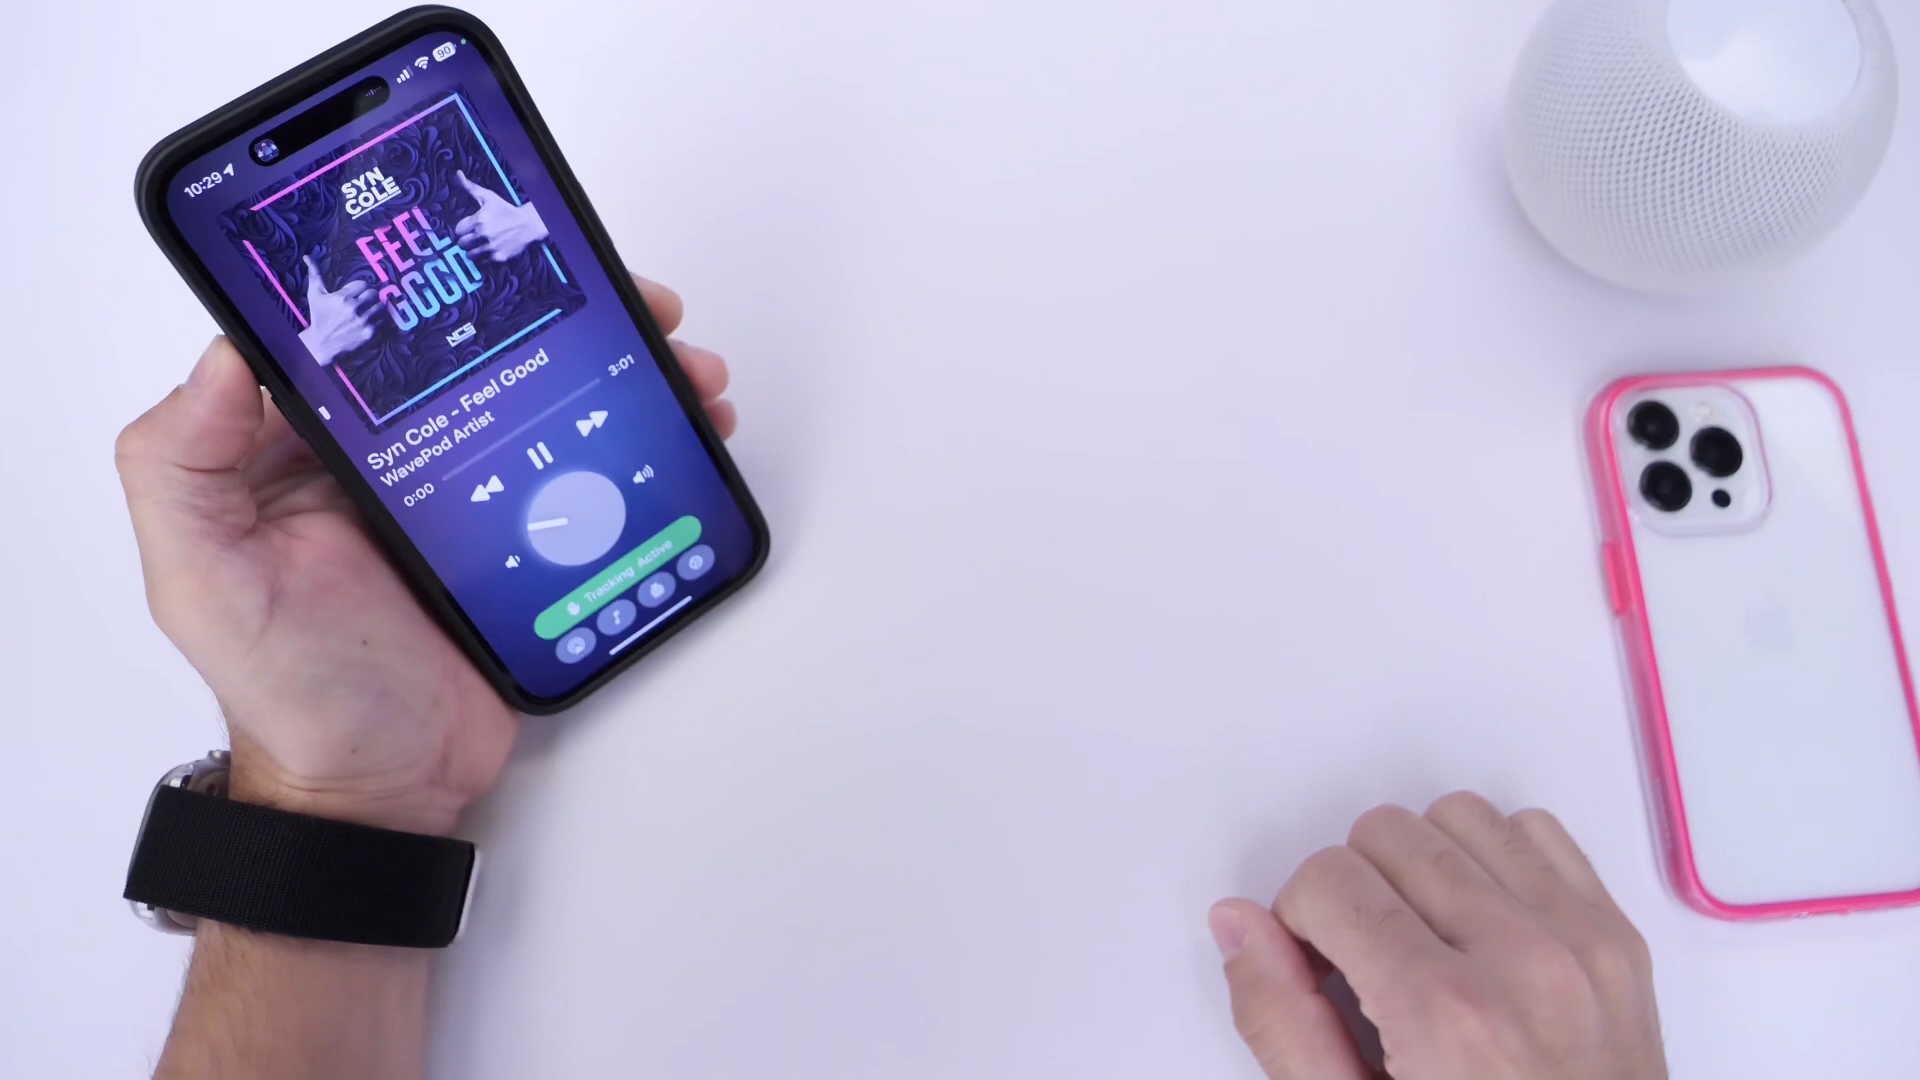 10:29
90
SYN
COLE
FEEL
GOOD
NCS
Syn Cole - Feel Good
WavePod Artist
0:00
3:01
Tracking Active